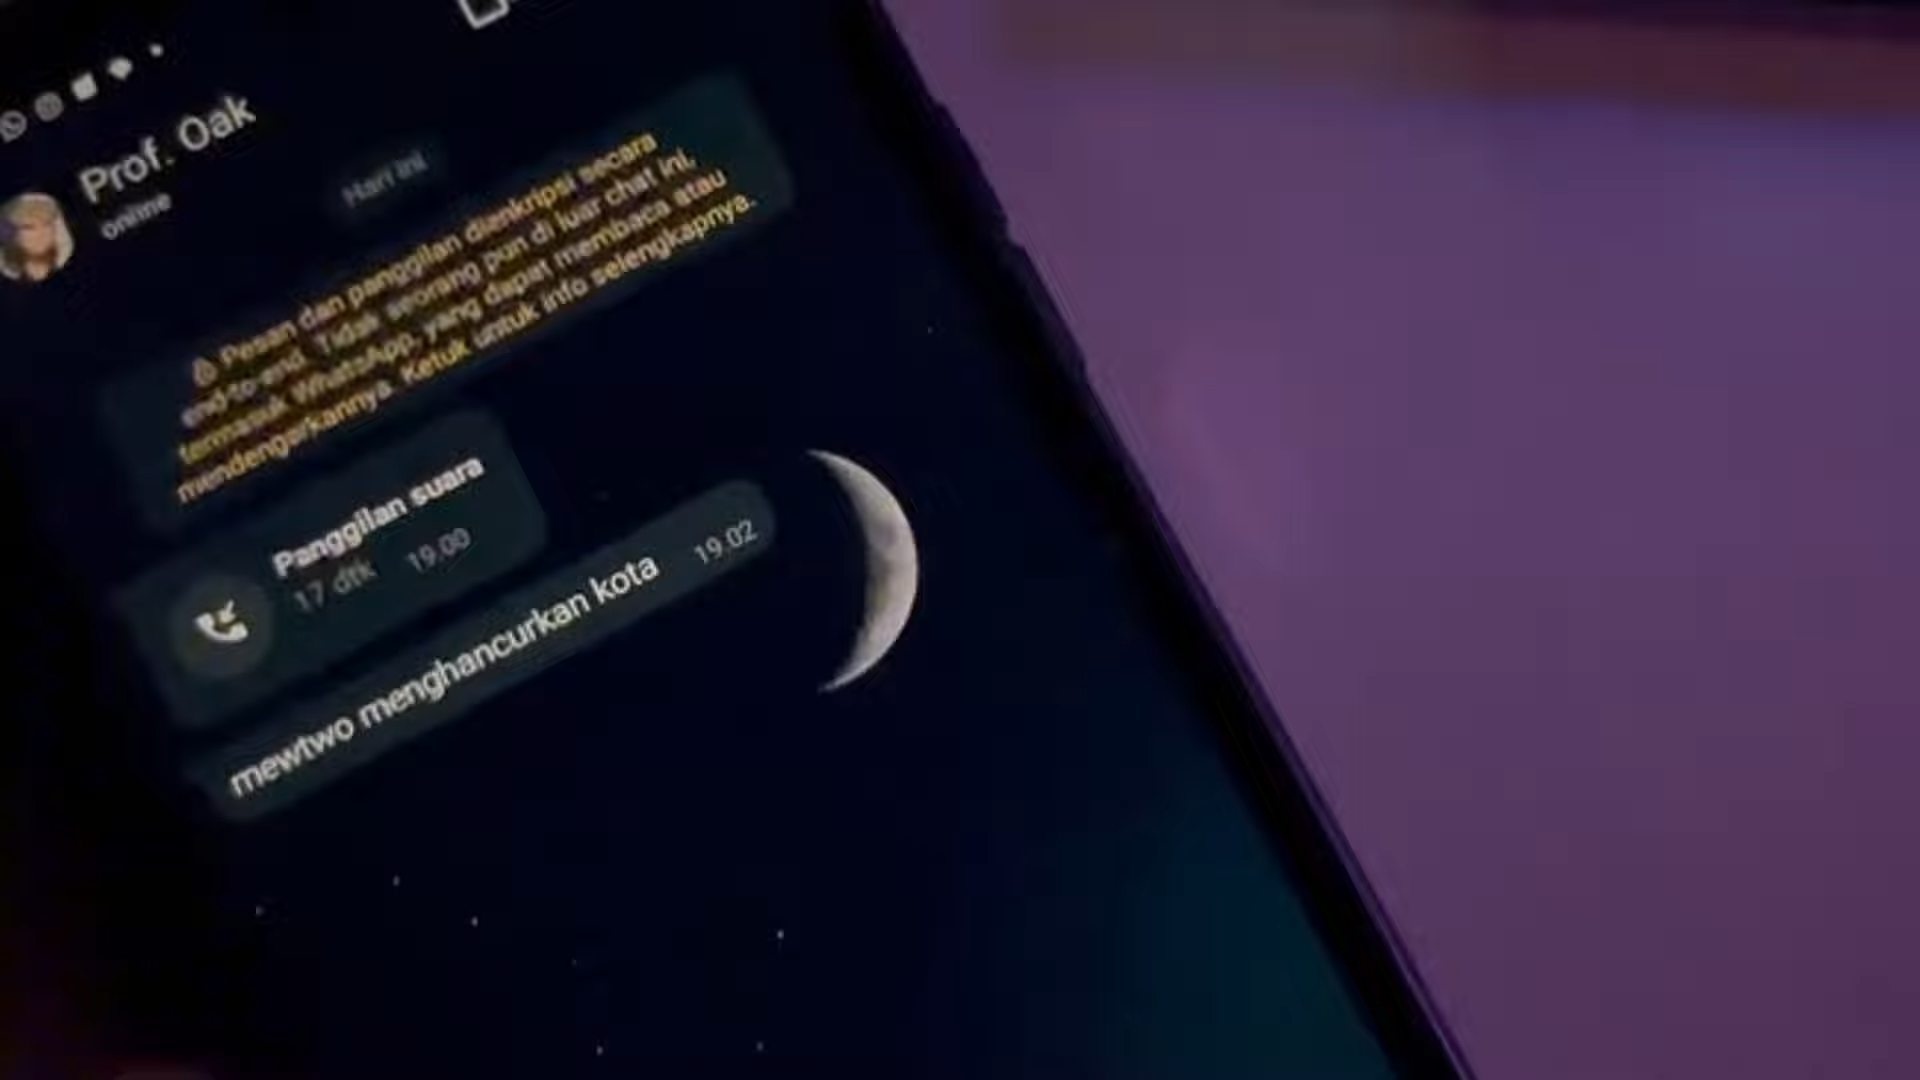 Prof. Oak
online
Hari ini
Pesan dan panggilan dienkripsi secara
end-to-end. Tidak seorang pun di luar chat ini,
termasuk WhatsApp, yang dapat membaca atau
mendengarkannya. Ketuk untuk info selengkapnya.
Panggilan suara
17 dtk 19.00
mewtwo menghancurkan kota 19.02